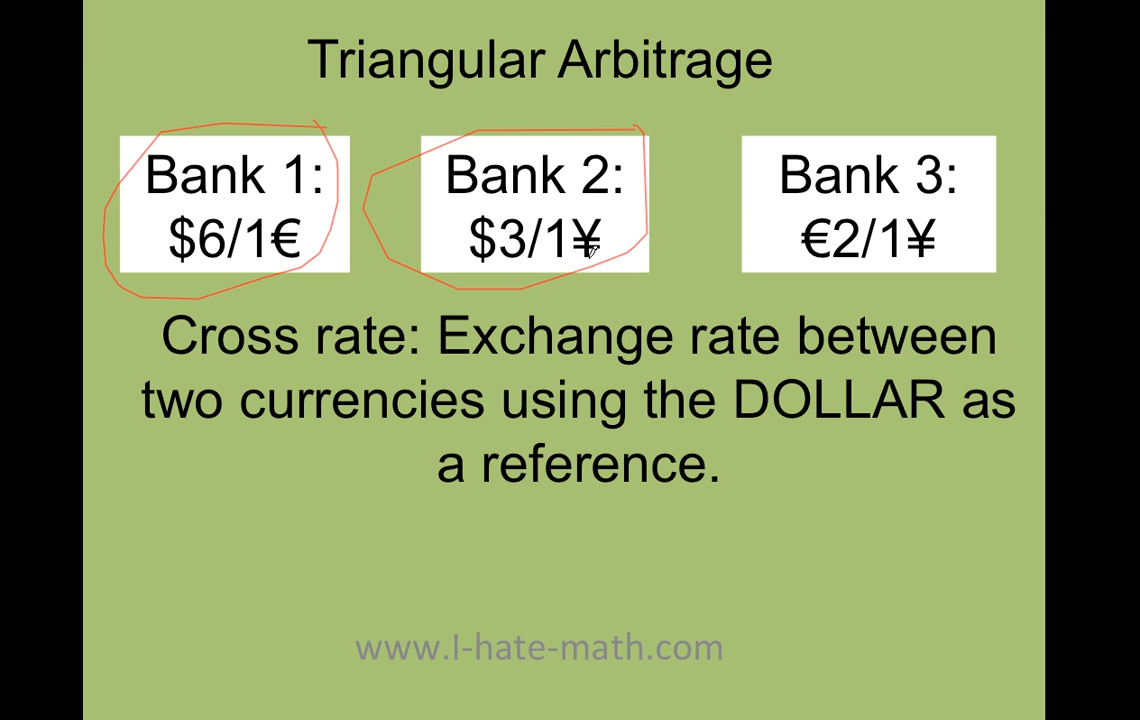 Triangular Arbitrage
Bank 1:
$6/1€
Bank 2:
$3/1¥
Bank 3:
€2/1¥
Cross rate: Exchange rate between
two currencies using the DOLLAR as
a reference.
www.I-hate-math.com